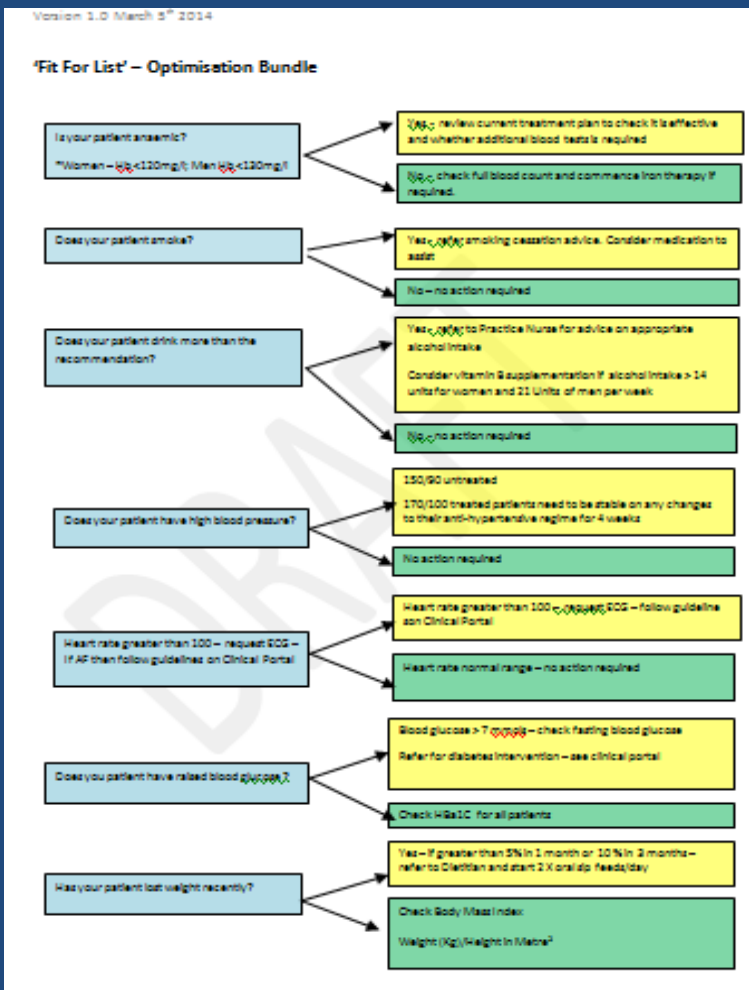 Version 1.0 March 5th 2014
'Fit For List' – Optimisation Bundle
Is your patient anaemic?
*Women – Hb <120mg/l; Men Hb <130mg/l
Yes – review current treatment plan to check it is effective
and whether additional blood tests is required
No – check full blood count and commence iron therapy if
required.
Does your patient smoke?
Yes – refer smoking cessation advice. Consider medication to
assist
No – no action required
Does your patient drink more than the
recommendation?
Yes – refer to Practice Nurse for advice on appropriate
alcohol intake
Consider vitamin B supplementation if alcohol intake > 14
units for women and 21 Units of men per week
No – no action required
Does your patient have high blood pressure?
150/90 untreated
170/100 treated patients need to be stable on any changes
to their anti-hypertensive regime for 4 weeks
No action required
Heart rate greater than 100 – request ECG –
If AF then follow guidelines on Clinical Portal
Heart rate greater than 100 – request ECG – follow guideline
son Clinical Portal
Heart rate normal range – no action required
Does you patient have raised blood glucose ?
Blood glucose > 7 mmols – check fasting blood glucose
Refer for diabetes intervention – see clinical portal
Check HBa1C for all patients
Has your patient lost weight recently?
Yes – if greater than 5% in 1 month or 10 % in 3 months –
refer to Dietitian and start 2 X oral sip feeds/day
Check Body Mass Index
Weight (Kg)/Height in Metre²
DRAFT